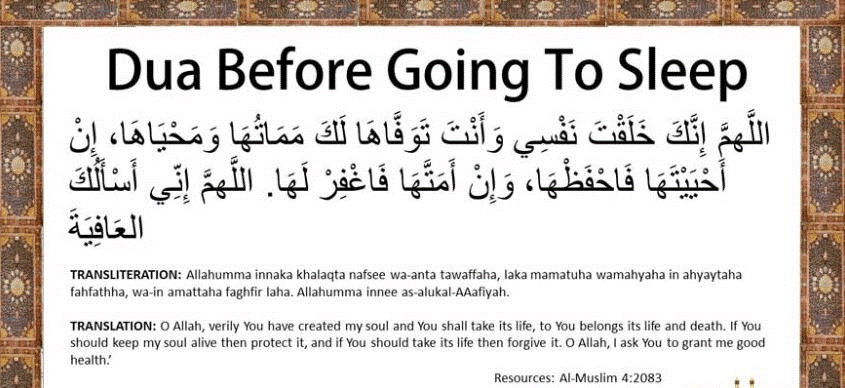 Dua Before Going To Sleep
اللَّهمَّ إِنَّكَ خَلَقْتَ نَفْسِي وَأَنْتَ تَوَفَّاهَا لَكَ مَمَاتُهَا وَمَحْيَاهَا، إِنْ
أَحْيَيْتَهَا فَاحْفَظْهَا، وَإِنْ أَمَتَّهَا فَاغْفِرْ لَهَا. اللَّهمَّ إِنِّي أَسْأَلُكَ
العَافِيَةَ
TRANSLITERATION: Allahumma innaka khalaqta nafsee wa-anta tawaffaha, laka mamatuha wamahyaha in ahyaytaha
fahfathha, wa-in amattaha faghfir laha. Allahumma innee as-alukal-AAafiyah.
TRANSLATION: O Allah, verily You have created my soul and You shall take its life, to You belongs its life and death. If You
should keep my soul alive then protect it, and if You should take its life then forgive it. O Allah, I ask You to grant me good
health.’
Resources: Al-Muslim 4:2083